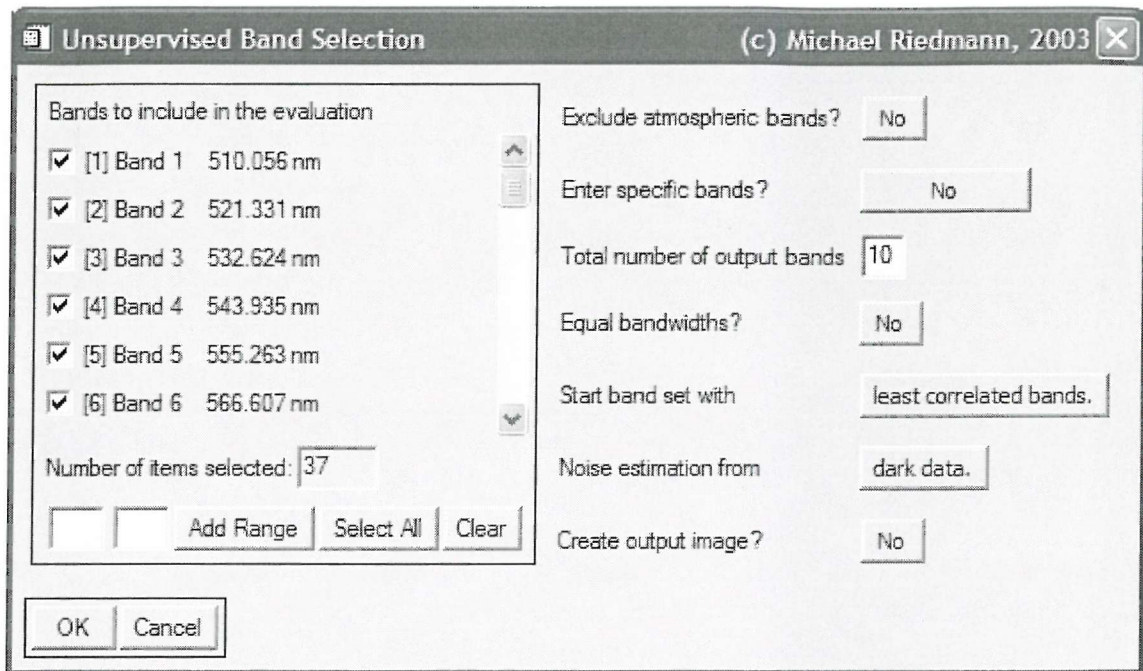 Unsupervised Band Selection (c) Michael Riedmann, 2003
Bands to include in the evaluation
[1] Band 1 510.056 nm
[2] Band 2 521.331 nm
[3] Band 3 532.624 nm
[4] Band 4 543.935 nm
[5] Band 5 555.263 nm
[6] Band 6 566.607 nm
Number of items selected: 37
Add Range Select All Clear
Exclude atmospheric bands? No
Enter specific bands? No
Total number of output bands 10
Equal bandwidths? No
Start band set with least correlated bands.
Noise estimation from dark data.
Create output image? No
OK Cancel